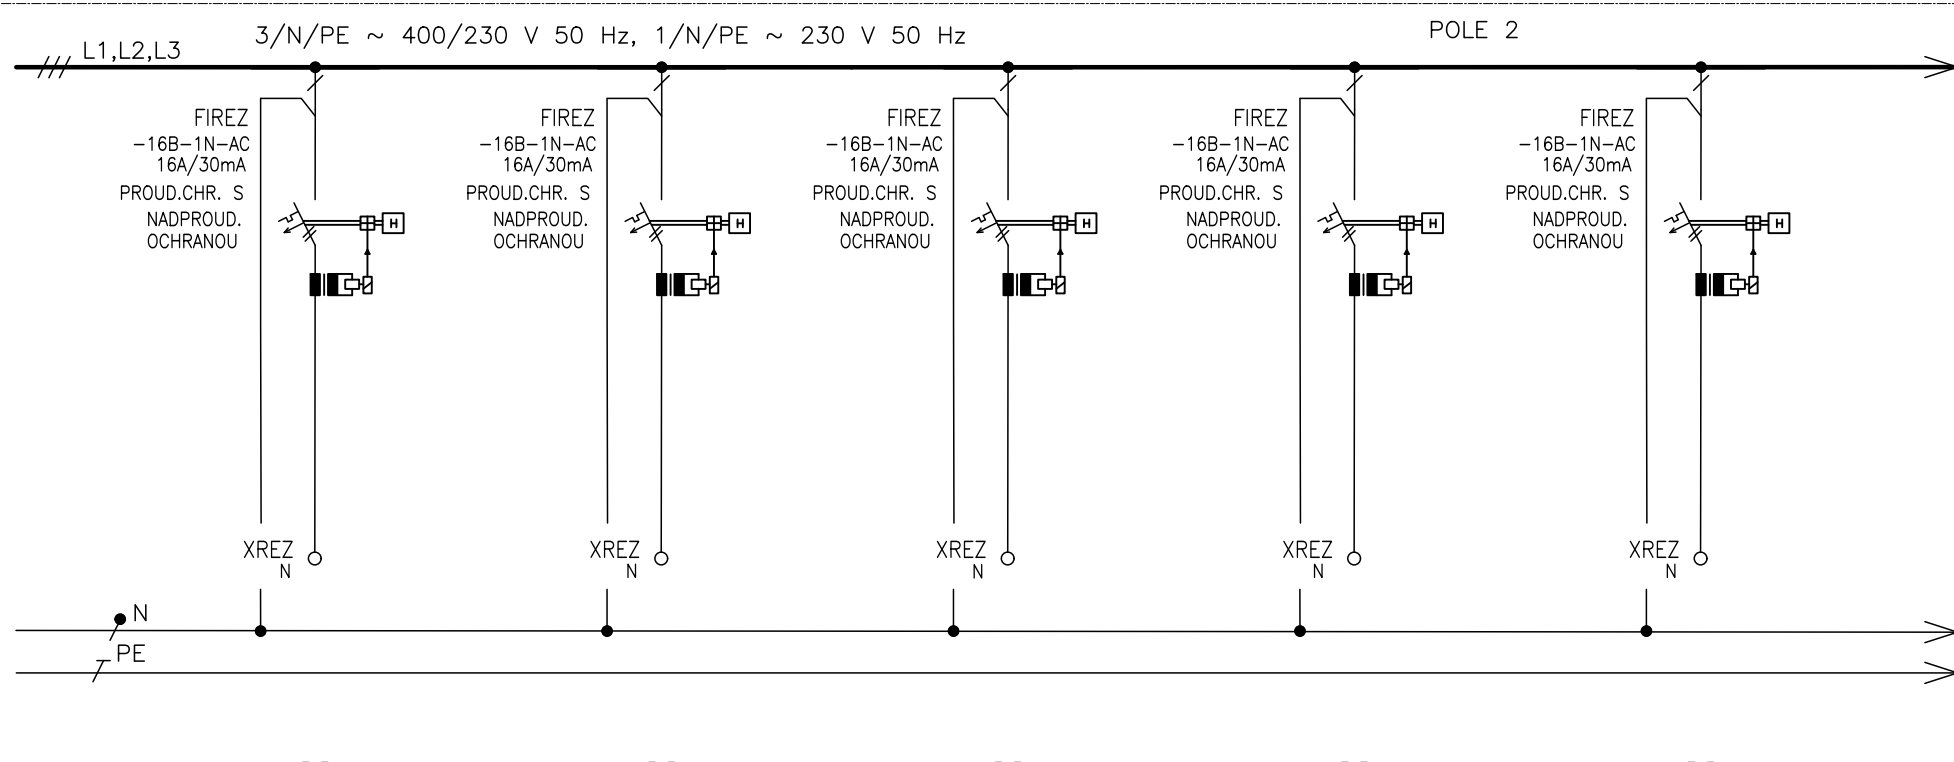 3/N/PE ~ 400/230 V 50 Hz, 1/N/PE ~ 230 V 50 Hz
POLE 2
L1,L2,L3
FIREZ
-16B-1N-AC
16A/30mA
PROUD.CHR. S
NADPROUD.
OCHRANOU
H
XREZ
N
FIREZ
-16B-1N-AC
16A/30mA
PROUD.CHR. S
NADPROUD.
OCHRANOU
H
XREZ
N
FIREZ
-16B-1N-AC
16A/30mA
PROUD.CHR. S
NADPROUD.
OCHRANOU
H
XREZ
N
FIREZ
-16B-1N-AC
16A/30mA
PROUD.CHR. S
NADPROUD.
OCHRANOU
H
XREZ
N
FIREZ
-16B-1N-AC
16A/30mA
PROUD.CHR. S
NADPROUD.
OCHRANOU
H
XREZ
N
N
PE